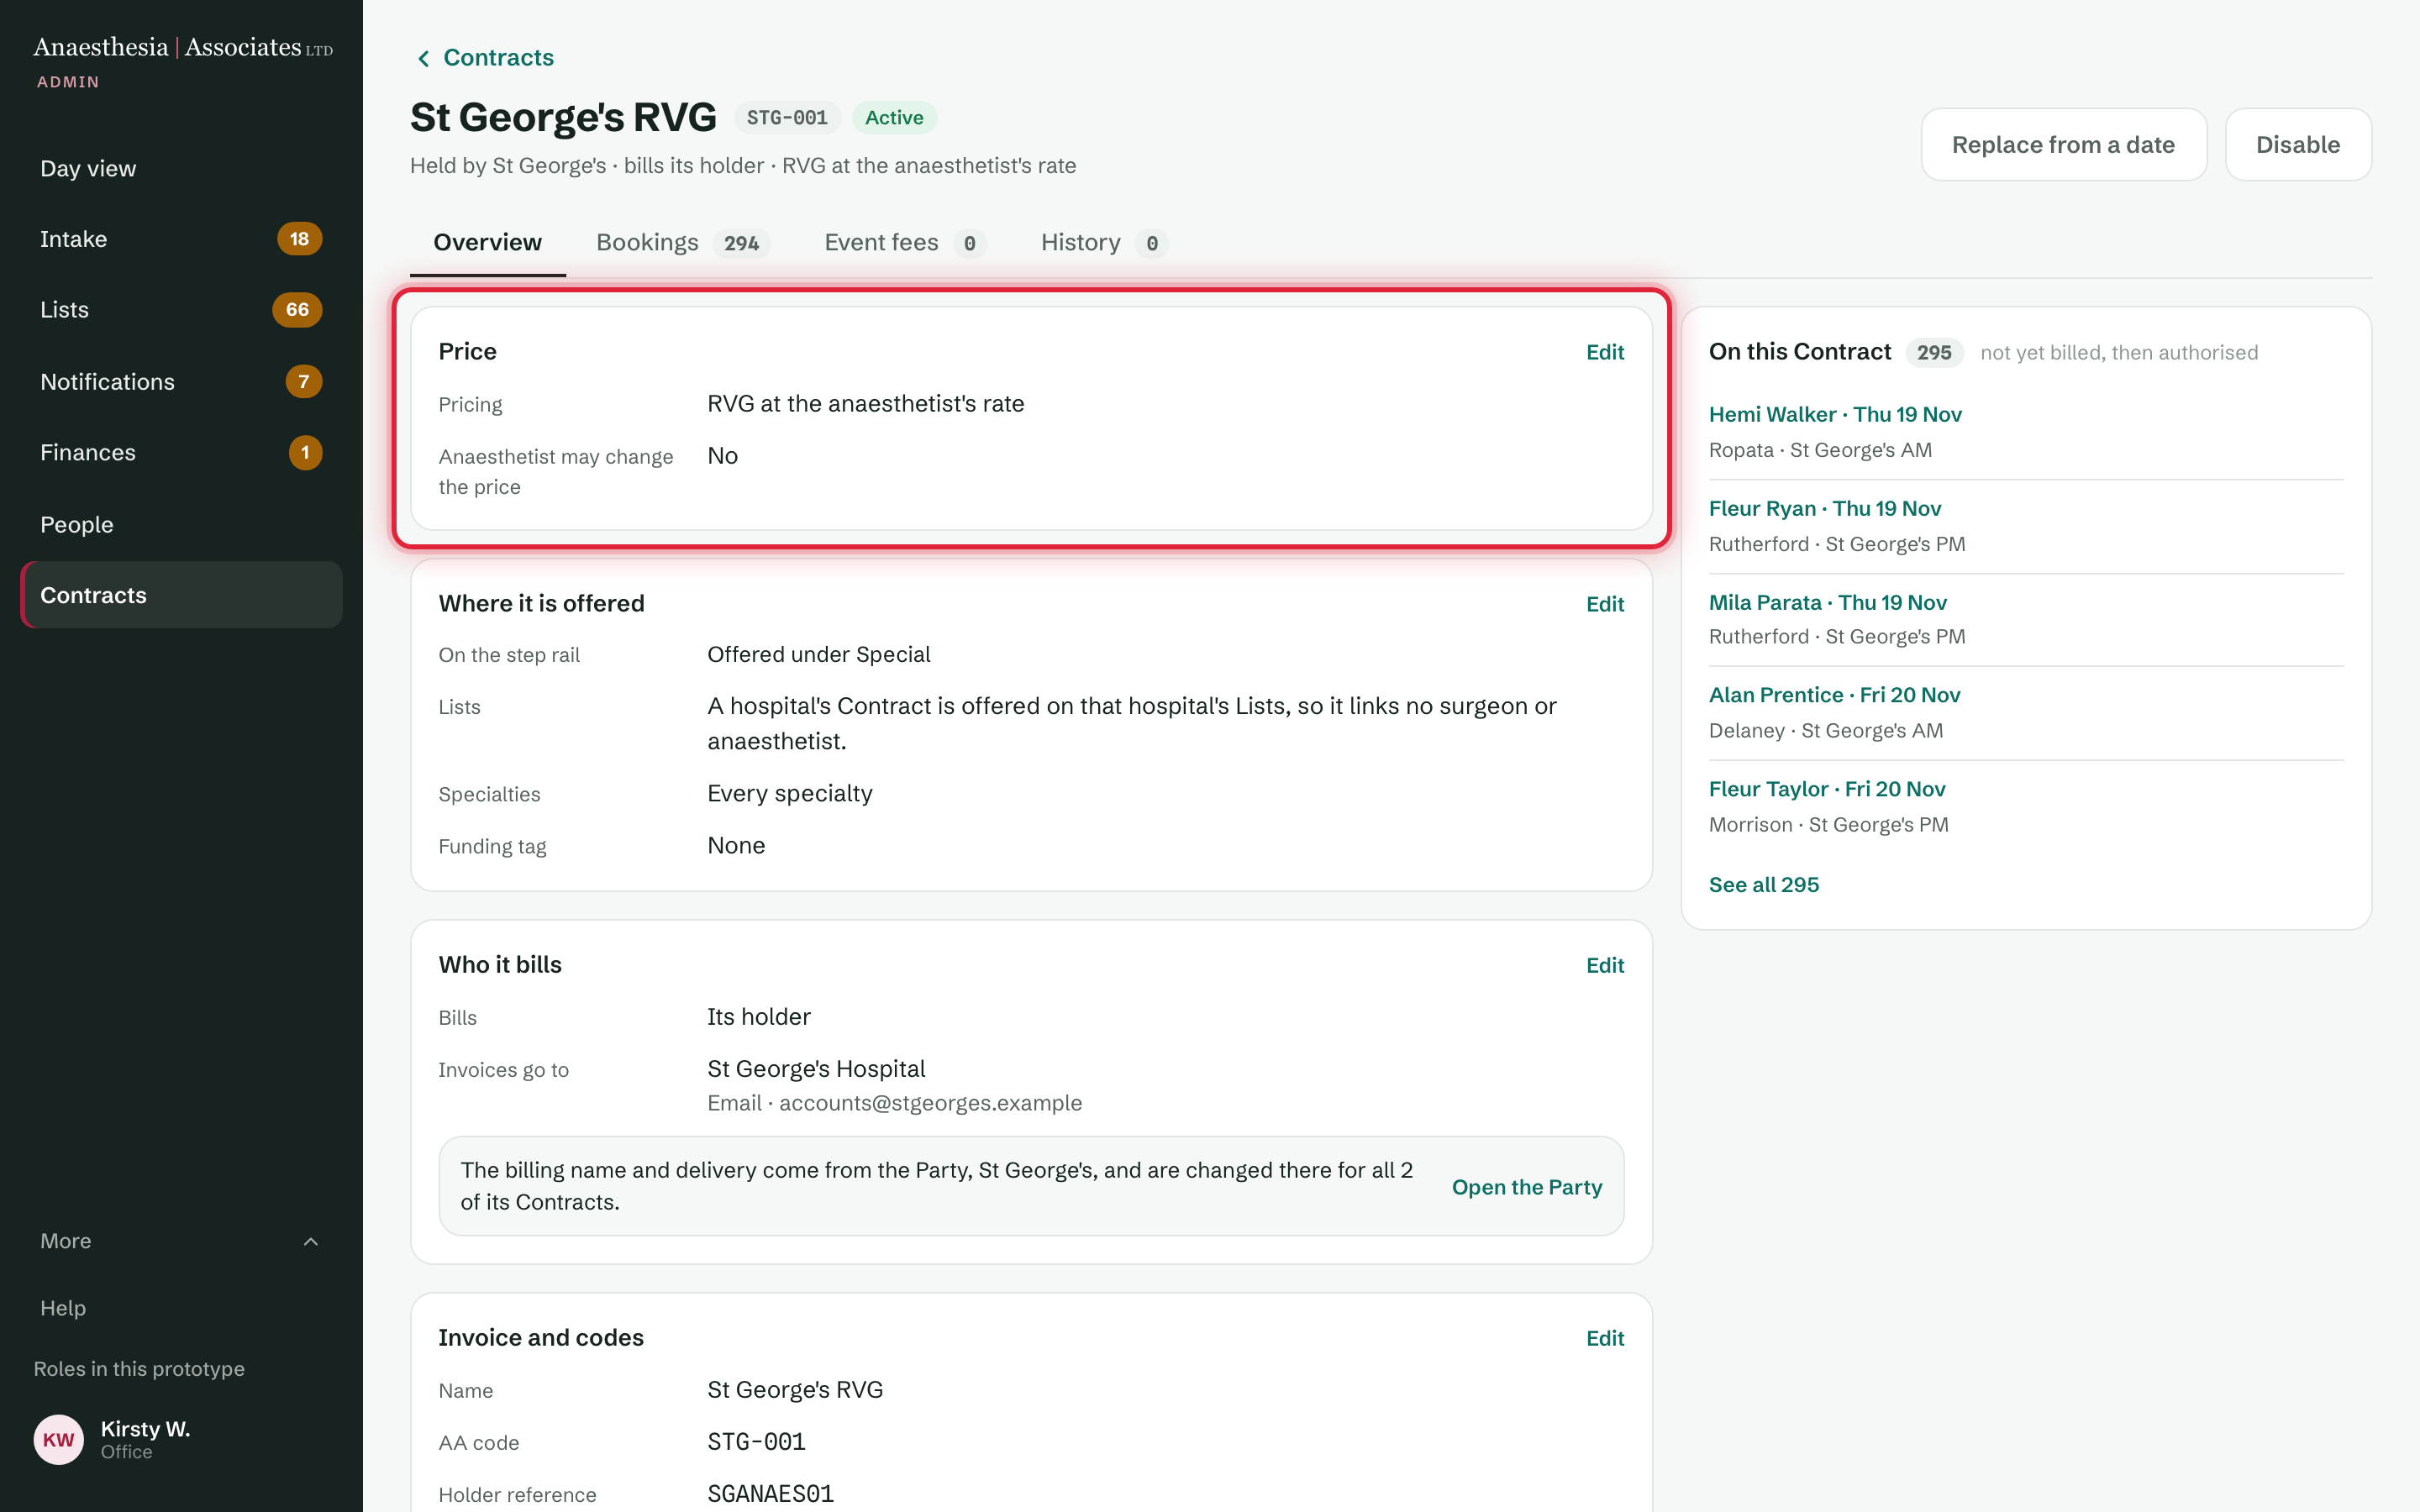 Anaesthesia | Associates LTD
ADMIN
Day view
Intake 18
Lists 66
Notifications 7
Finances 1
People
Contracts
More
Help
Roles in this prototype
KW
Kirsty W.
Office
Contracts
St George's RVG STG-001 Active
Held by St George's · bills its holder · RVG at the anaesthetist's rate
Replace from a date
Disable
Overview
Bookings 294
Event fees 0
History 0
Price
Edit
Pricing
RVG at the anaesthetist's rate
Anaesthetist may change
the price
No
Where it is offered
Edit
On the step rail
Offered under Special
Lists
A hospital's Contract is offered on that hospital's Lists, so it links no surgeon or
anaesthetist.
Specialties
Every specialty
Funding tag
None
Who it bills
Edit
Bills
Its holder
Invoices go to
St George's Hospital
Email · accounts@stgeorges.example
The billing name and delivery come from the Party, St George's, and are changed there for all 2
of its Contracts.
Open the Party
Invoice and codes
Edit
Name
St George's RVG
AA code
STG-001
Holder reference
SGANAES01
On this Contract 295 not yet billed, then authorised
Hemi Walker · Thu 19 Nov
Ropata · St George's AM
Fleur Ryan · Thu 19 Nov
Rutherford · St George's PM
Mila Parata · Thu 19 Nov
Rutherford · St George's PM
Alan Prentice · Fri 20 Nov
Delaney · St George's AM
Fleur Taylor · Fri 20 Nov
Morrison · St George's PM
See all 295